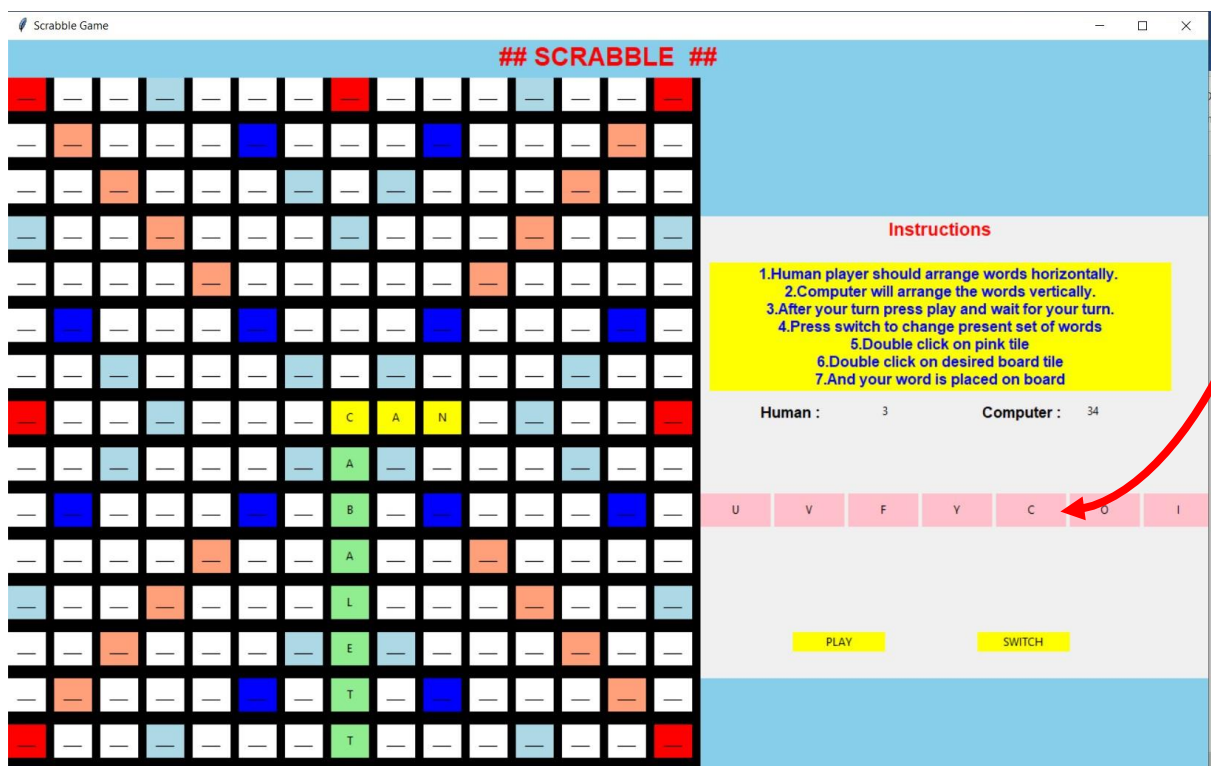 Scrabble Game
## SCRABBLE ##
Instructions
1.Human player should arrange words horizontally.
2.Computer will arrange the words vertically.
3.After your turn press play and wait for your turn.
4.Press switch to change present set of words
5.Double click on pink tile
6.Double click on desired board tile
7.And your word is placed on board
Human : 3 Computer : 34
C A N
A
B
A
L
E
T
T
U V F Y C O I
PLAY SWITCH